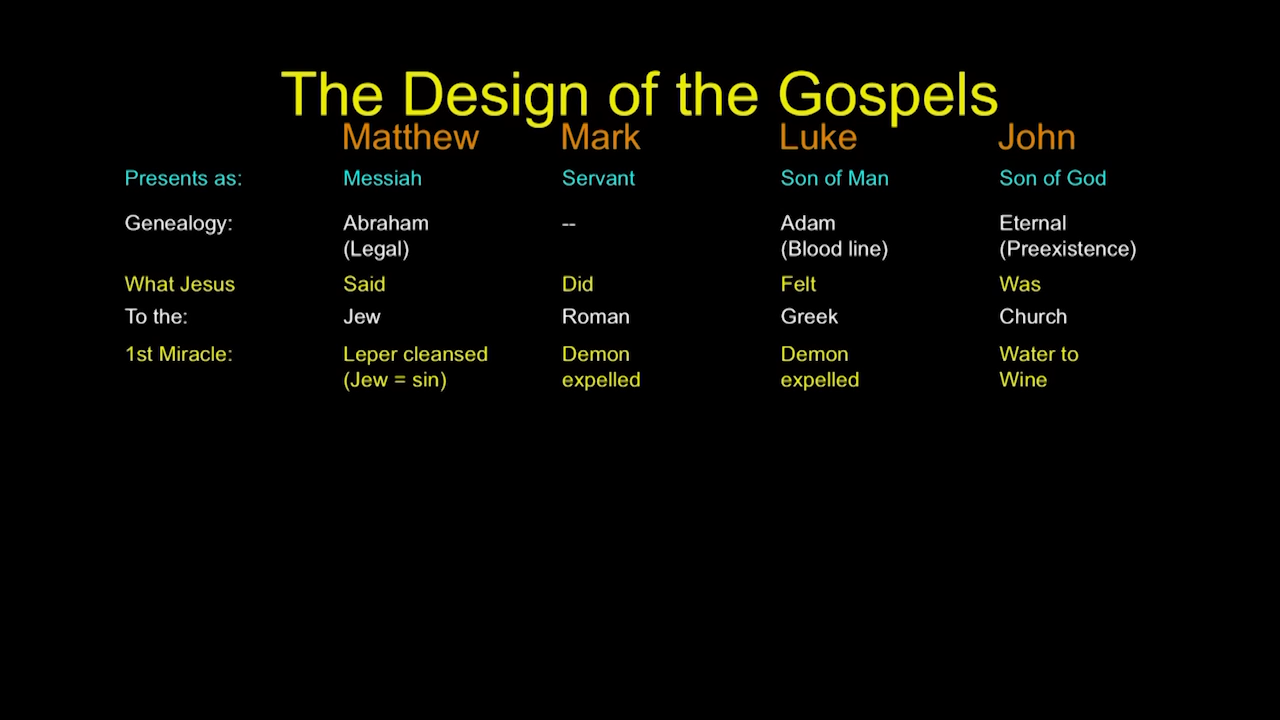 The Design of the Gospels
Matthew Mark Luke John
Presents as: Messiah Servant Son of Man Son of God
Genealogy: Abraham -- Adam Eternal
(Legal) (Blood line) (Preexistence)
What Jesus Said Did Felt Was
To the: Jew Roman Greek Church
1st Miracle: Leper cleansed Demon Demon Water to
(Jew = sin) expelled expelled Wine